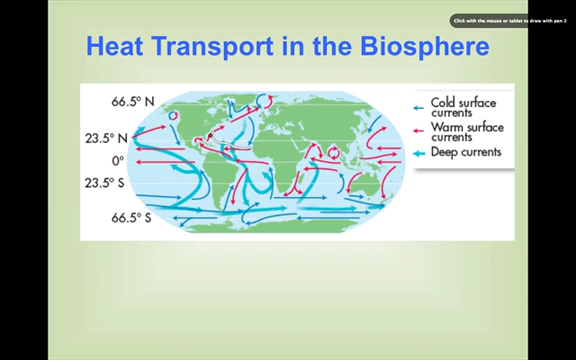 Click with the mouse or tablet to draw with pen 2
Heat Transport in the Biosphere
66.5° N
23.5° N
0°
23.5° S
66.5° S
Cold surface
currents
Warm surface
currents
Deep currents